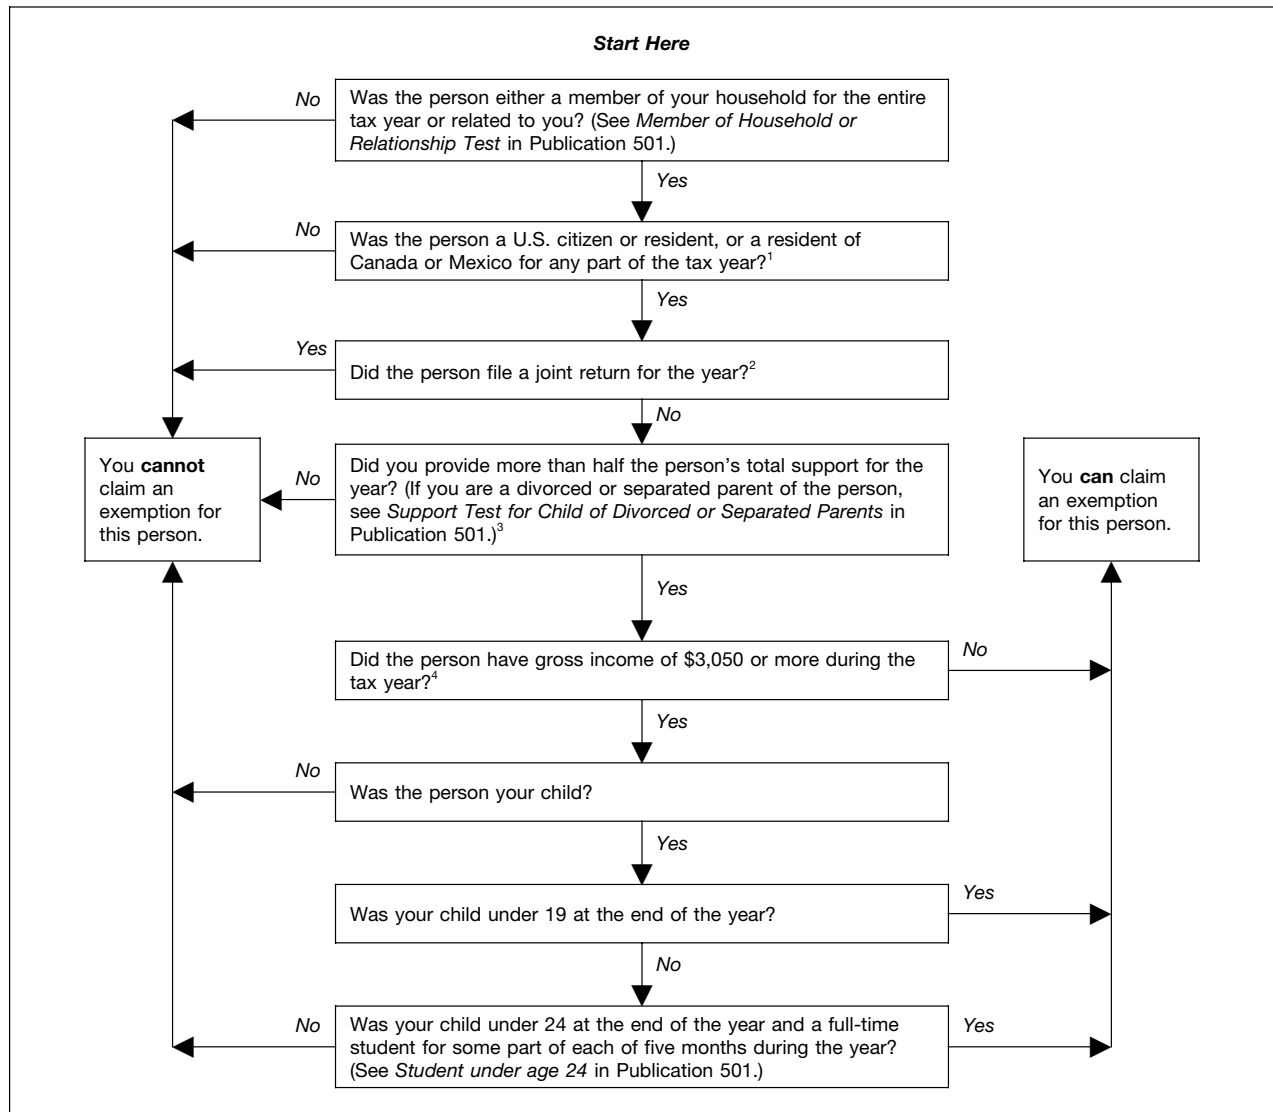 Start Here
No
Was the person either a member of your household for the entire
tax year or related to you? (See Member of Household or
Relationship Test in Publication 501.)
Yes
No
Was the person a U.S. citizen or resident, or a resident of
Canada or Mexico for any part of the tax year?¹
Yes
Yes
Did the person file a joint return for the year?²
No
You cannot
claim an
exemption for
this person.
No
Did you provide more than half the person's total support for the
year? (If you are a divorced or separated parent of the person,
see Support Test for Child of Divorced or Separated Parents in
Publication 501.)³
You can claim
an exemption
for this person.
Yes
Did the person have gross income of $3,050 or more during the
tax year?⁴
No
Yes
No
Was the person your child?
Yes
Was your child under 19 at the end of the year?
Yes
No
No
Was your child under 24 at the end of the year and a full-time
student for some part of each of five months during the year?
(See Student under age 24 in Publication 501.)
Yes